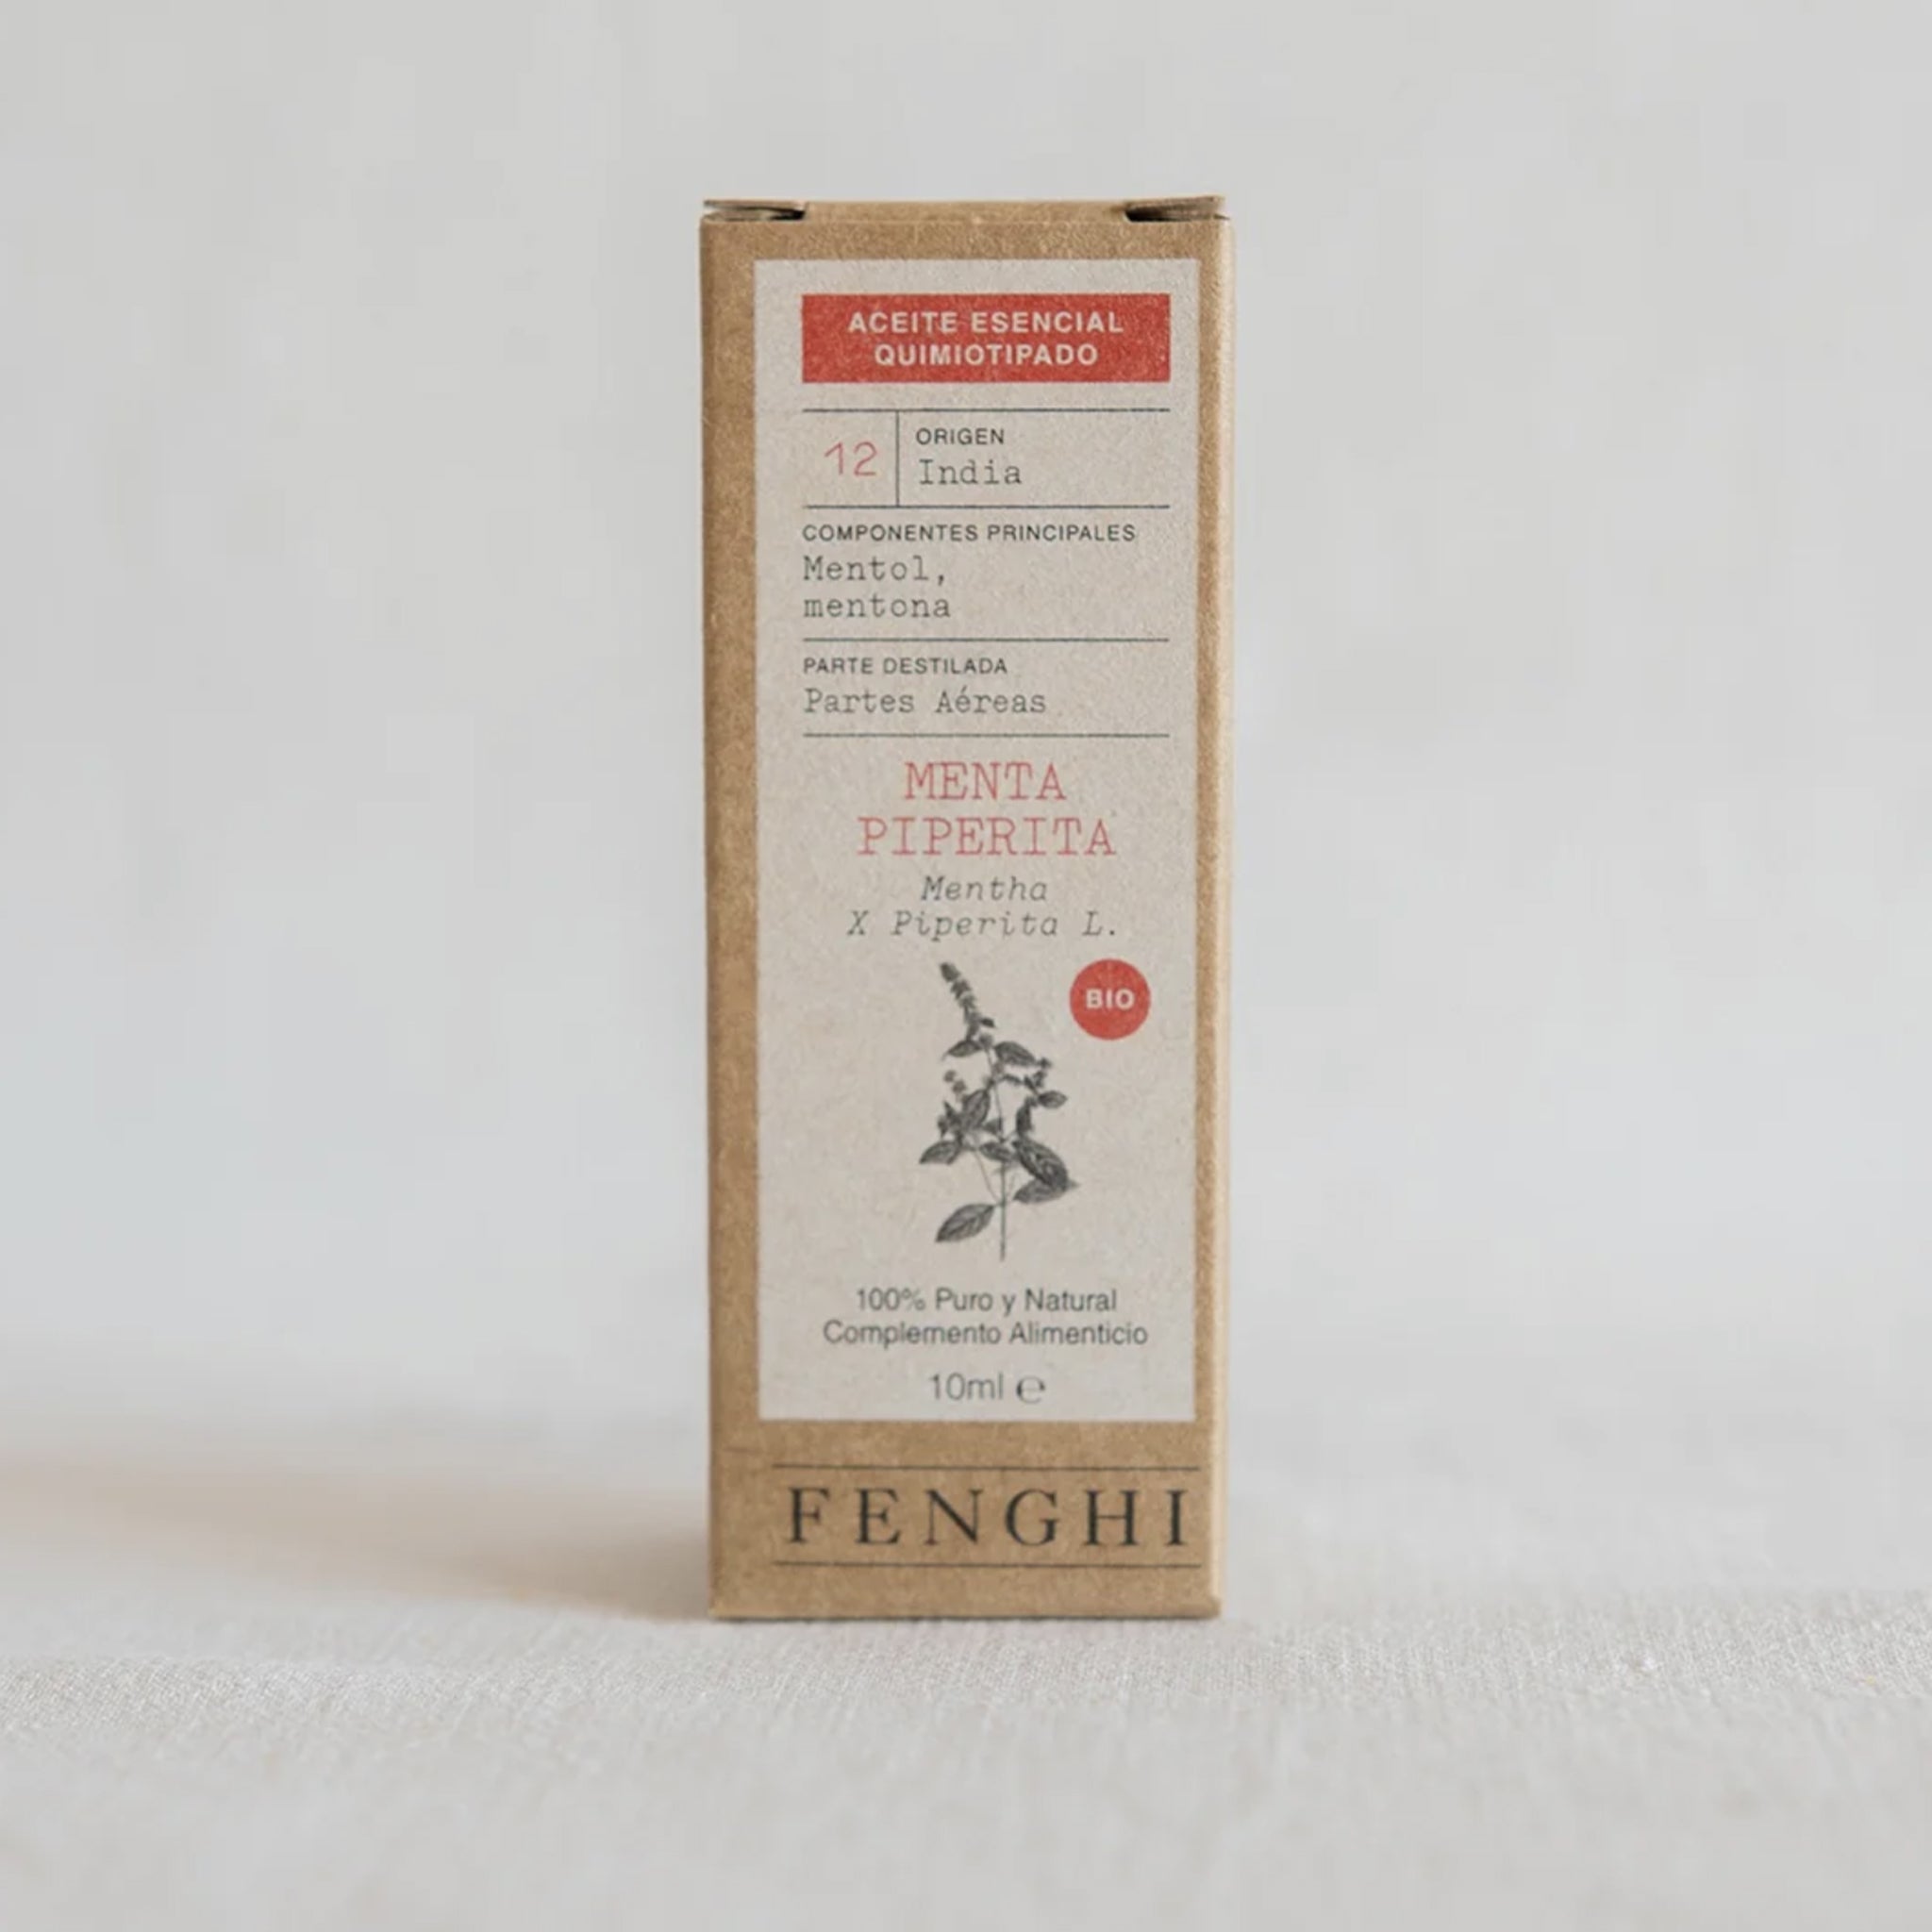 ACEITE ESENCIAL
QUIMIOTIPADO
12
ORIGEN
India
COMPONENTES PRINCIPALES
Mentol,
mentona
PARTE DESTILADA
Partes Aéreas
MENTA
PIPERITA
Mentha
X Piperita L.
BIO
100% Puro y Natural
Complemento Alimenticio
10ml ℮
FENGHI